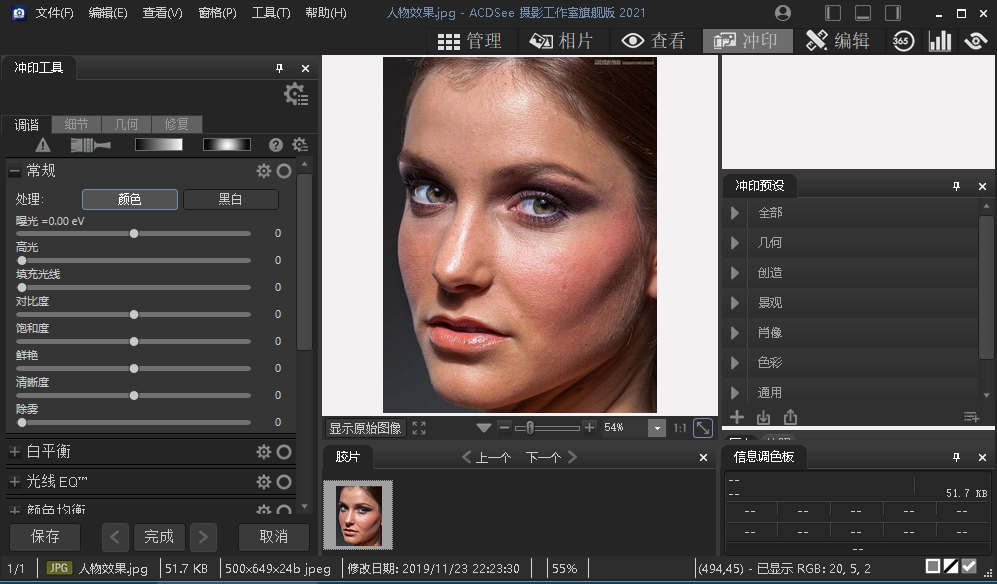 文件(F) 编辑(E) 查看(V) 窗格(P) 工具(T) 帮助(H) 人物效果.jpg - ACDSee 摄影工作室旗舰版 2021
管理 相片 查看 冲印 编辑 365
冲印工具
调谐 细节 几何 修复
常规
处理: 颜色 黑白
曝光 =0.00 eV
0
高光
0
填充光线
0
对比度
0
饱和度
0
鲜艳
0
清晰度
0
除雾
0
白平衡
光线 EQ™
颜色均衡
保存 完成 取消
显示原始图像 54% 1:1
胶片 上一个 下一个
冲印预设
全部
几何
创造
景观
肖像
色彩
通用
信息调色板
--
-- 51.7 KB
-- -- -- -- --
-- -- -- -- --
--
1/1 JPG 人物效果.jpg 51.7 KB 500x649x24b jpeg 修改日期: 2019/11/23 22:23:30 55% (494,45) - 已显示 RGB: 20, 5, 2